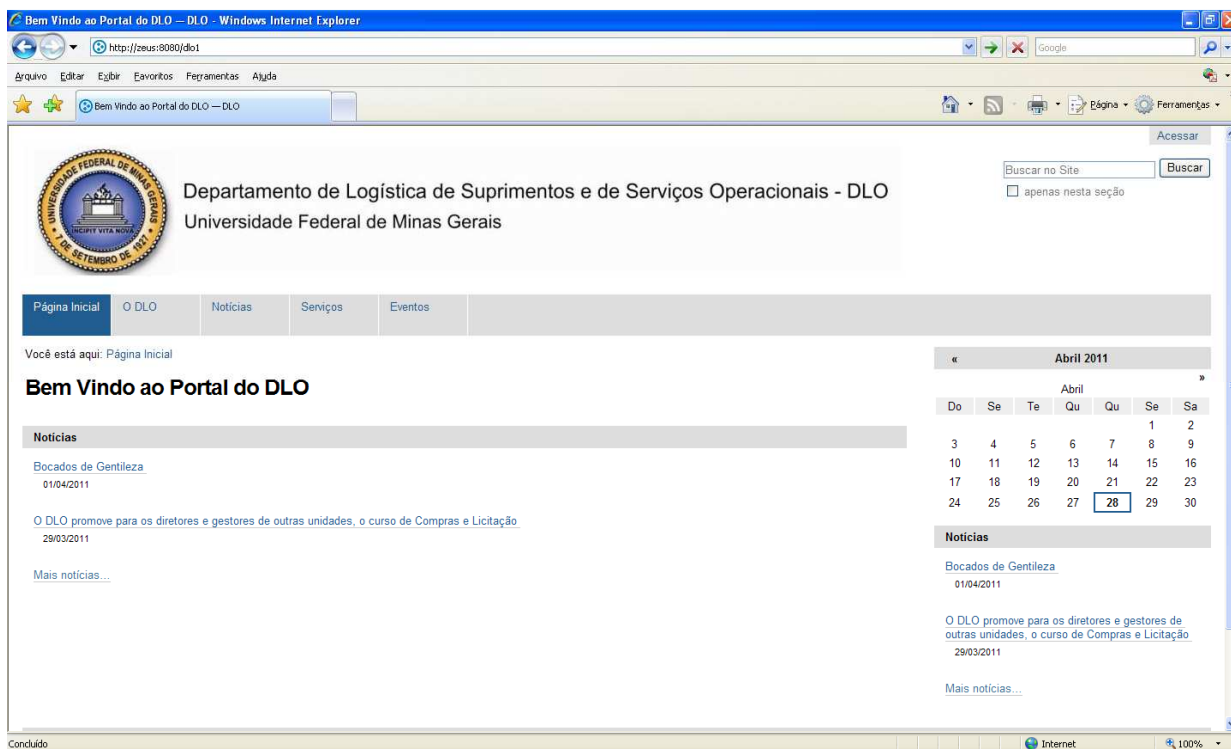 Bem Vindo ao Portal do DLO — DLO - Windows Internet Explorer
http://zeus:8080/dlo1
Google
Arquivo Editar Exibir Favoritos Ferramentas Ajuda
Bem Vindo ao Portal do DLO — DLO
Página Ferramentas
Acessar
UNIVERSIDADE FEDERAL DE MINAS GERAIS
INCIPIT VITA NOVA
7 DE SETEMBRO DE 1927
Departamento de Logística de Suprimentos e de Serviços Operacionais - DLO
Universidade Federal de Minas Gerais
Buscar no Site Buscar
apenas nesta seção
Página Inicial O DLO Notícias Serviços Eventos
Você está aqui: Página Inicial
Bem Vindo ao Portal do DLO
Notícias
Bocados de Gentileza
01/04/2011
O DLO promove para os diretores e gestores de outras unidades, o curso de Compras e Licitação
29/03/2011
Mais notícias...
« Abril 2011
»
Abril
Do Se Te Qu Qu Se Sa
1 2
3 4 5 6 7 8 9
10 11 12 13 14 15 16
17 18 19 20 21 22 23
24 25 26 27 28 29 30
Notícias
Bocados de Gentileza
01/04/2011
O DLO promove para os diretores e gestores de
outras unidades, o curso de Compras e Licitação
29/03/2011
Mais notícias...
Concluído Internet 100%